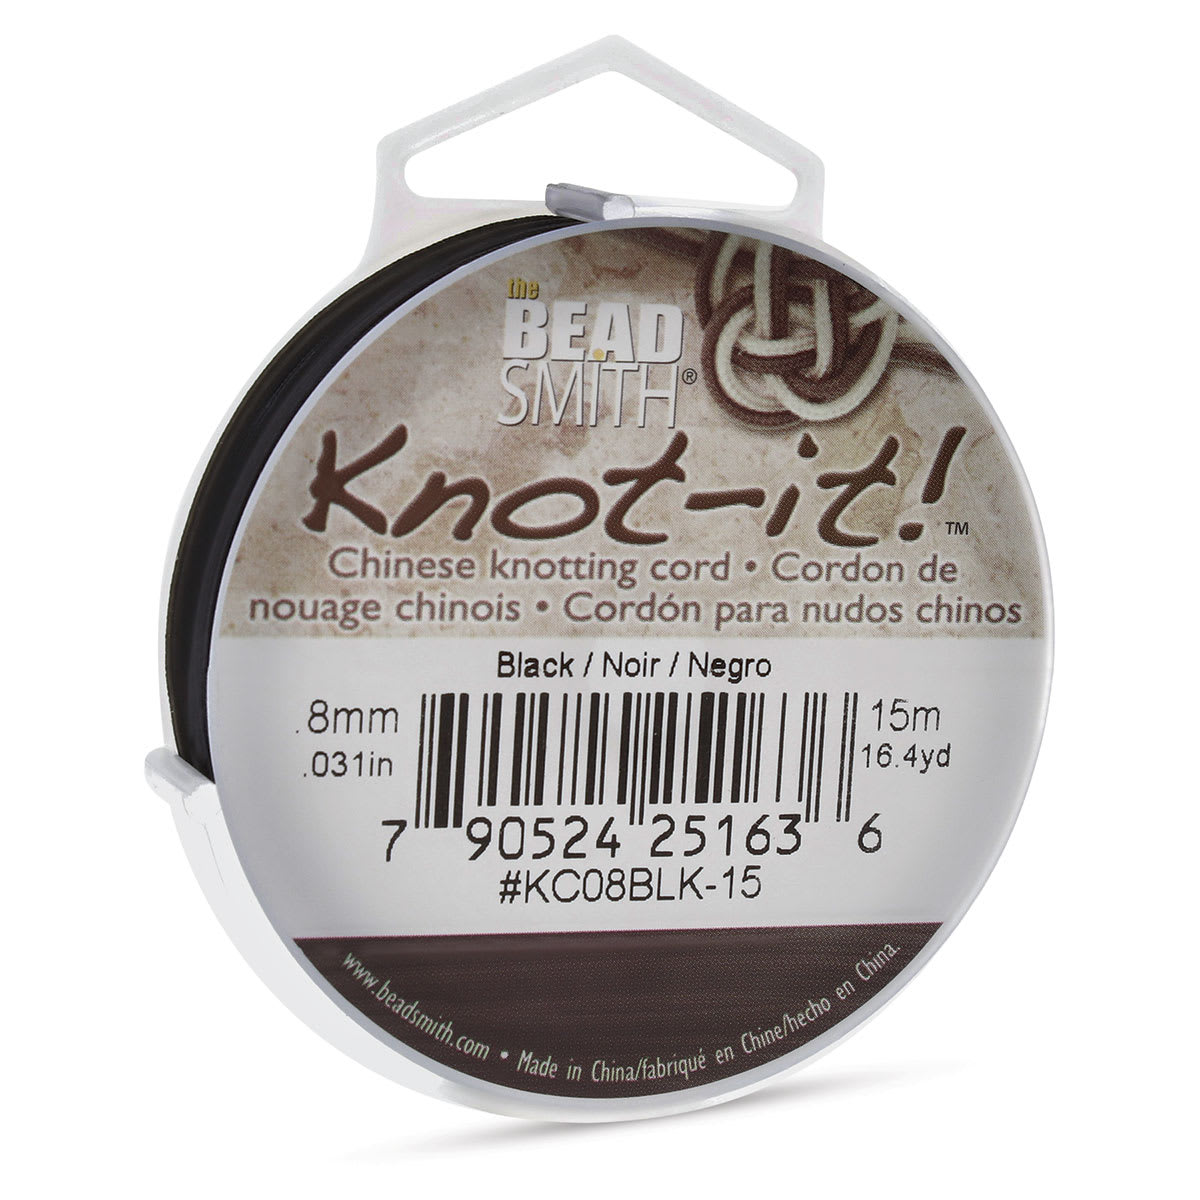 the
BEAD
SMITH®
Knot-it!™
Chinese knotting cord • Cordon de
nouage chinois • Cordón para nudos chinos
Black / Noir / Negro
.8mm
.031in
15m
16.4yd
7 90524 25163 6
#KC08BLK-15
www.beadsmith.com • Made in China/fabriqué en Chine/hecho en China.